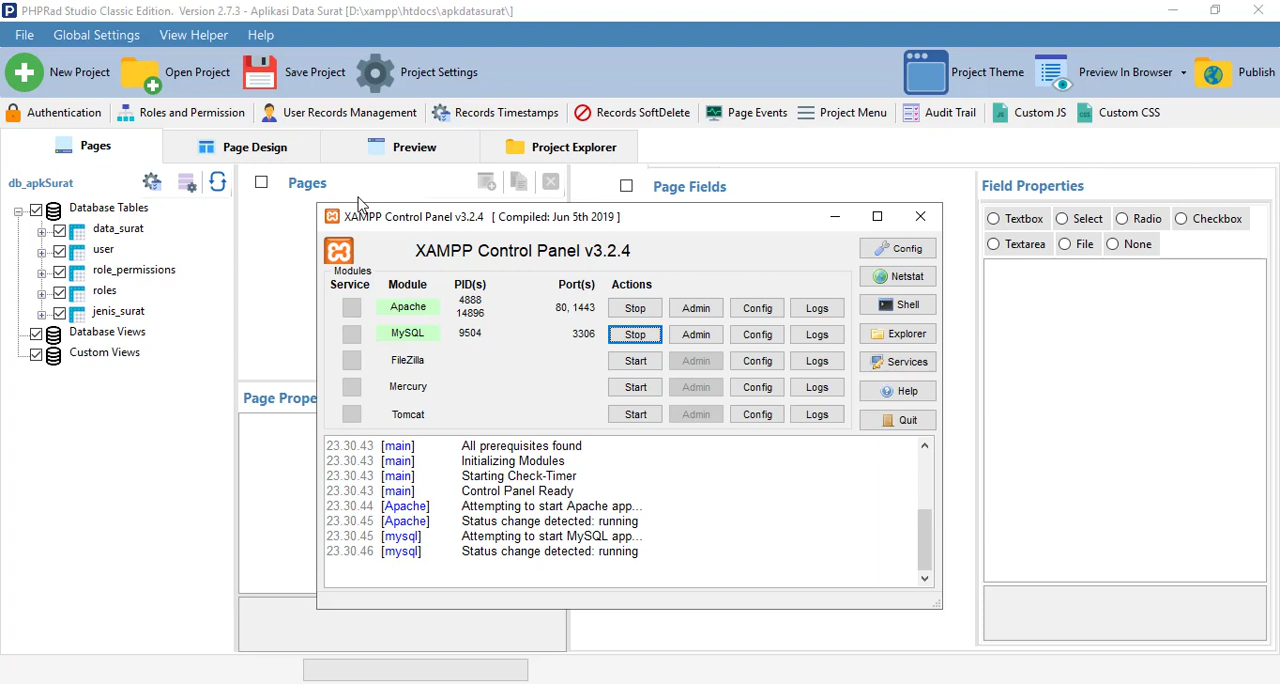 PHPRad Studio Classic Edition. Version 2.7.3 - Aplikasi Data Surat [D:\xampp\htdocs\apkdatasurat\]
File Global Settings View Helper Help
New Project Open Project Save Project Project Settings Project Theme Preview In Browser Publish
Authentication Roles and Permission User Records Management Records Timestamps Records SoftDelete Page Events Project Menu Audit Trail Custom JS Custom CSS
Pages Page Design Preview Project Explorer
db_apkSurat
Database Tables
data_surat
user
role_permissions
roles
jenis_surat
Database Views
Custom Views
Pages
Page Fields
Field Properties
Textbox Select Radio Checkbox
Textarea File None
Page Prope
XAMPP Control Panel v3.2.4 [ Compiled: Jun 5th 2019 ]
XAMPP Control Panel v3.2.4
Modules
Service Module PID(s) Port(s) Actions
Apache 4888 14896 80, 1443 Stop Admin Config Logs
MySQL 9504 3306 Stop Admin Config Logs
FileZilla Start Admin Config Logs
Mercury Start Admin Config Logs
Tomcat Start Admin Config Logs
Config
Netstat
Shell
Explorer
Services
Help
Quit
23.30.43 [main] All prerequisites found
23.30.43 [main] Initializing Modules
23.30.43 [main] Starting Check-Timer
23.30.43 [main] Control Panel Ready
23.30.44 [Apache] Attempting to start Apache app...
23.30.45 [Apache] Status change detected: running
23.30.45 [mysql] Attempting to start MySQL app...
23.30.46 [mysql] Status change detected: running